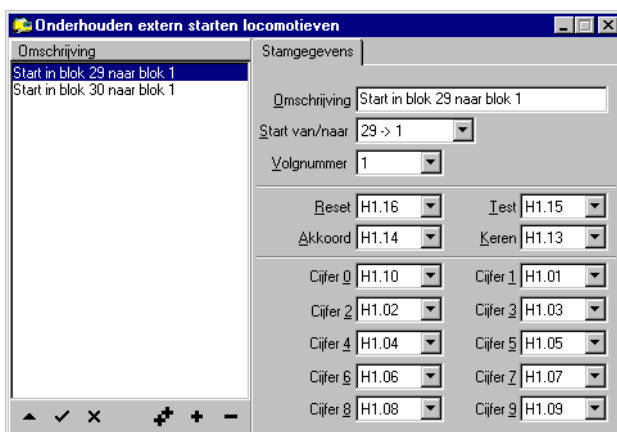 Onderhouden extern starten locomotieven
Omschrijving
Start in blok 29 naar blok 1
Start in blok 30 naar blok 1
Stamgegevens
Omschrijving Start in blok 29 naar blok 1
Start van/naar 29 -> 1
Volgnummer 1
Reset H1.16 Test H1.15
Akkoord H1.14 Keren H1.13
Cijfer 0 H1.10 Cijfer 1 H1.01
Cijfer 2 H1.02 Cijfer 3 H1.03
Cijfer 4 H1.04 Cijfer 5 H1.05
Cijfer 6 H1.06 Cijfer 7 H1.07
Cijfer 8 H1.08 Cijfer 9 H1.09